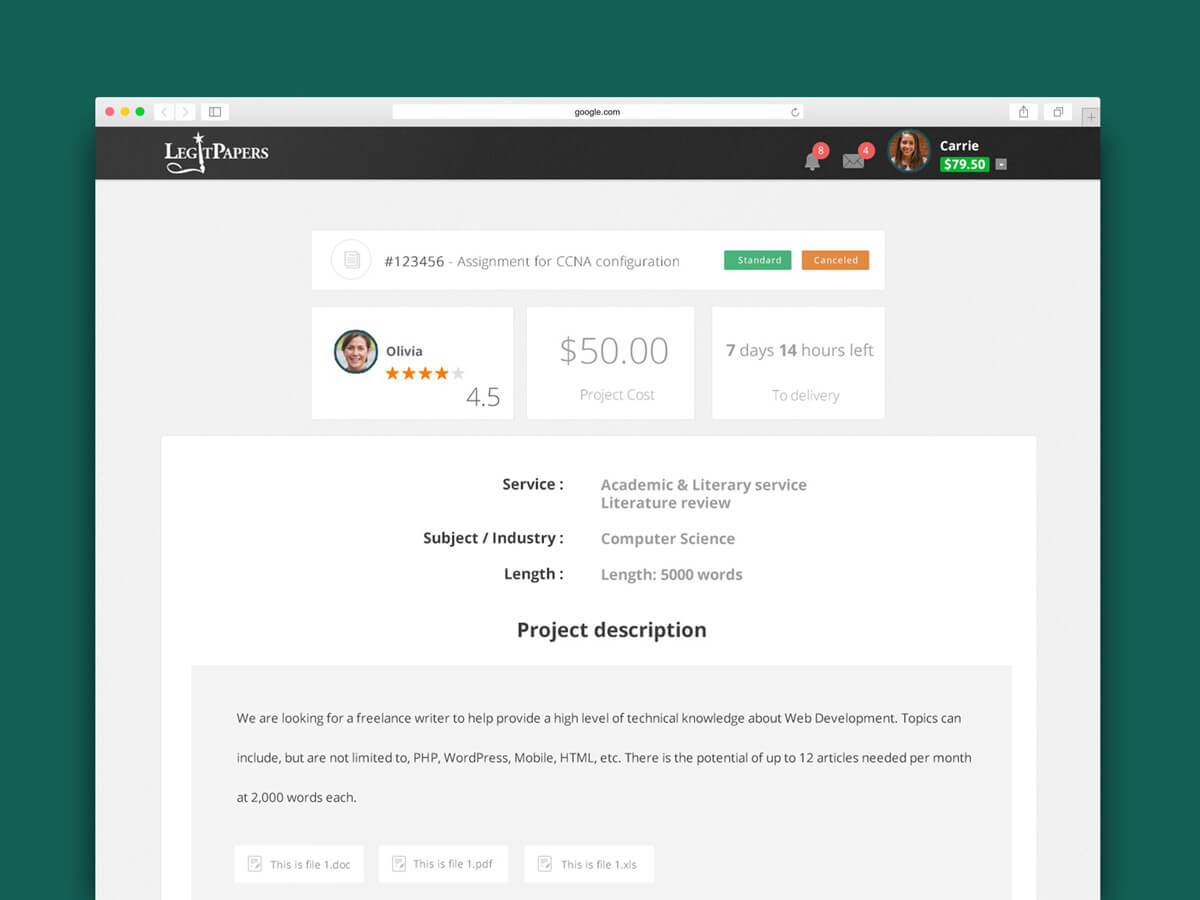 google.com
LEGITPAPERS
8
4
Carrie
$79.50
#123456 - Assignment for CCNA configuration
Standard
Canceled
Olivia
4.5
$50.00
Project Cost
7 days 14 hours left
To delivery
Service :
Academic & Literary service
Literature review
Subject / Industry :
Computer Science
Length :
Length: 5000 words
Project description
We are looking for a freelance writer to help provide a high level of technical knowledge about Web Development. Topics can
include, but are not limited to, PHP, WordPress, Mobile, HTML, etc. There is the potential of up to 12 articles needed per month
at 2,000 words each.
This is file 1.doc
This is file 1.pdf
This is file 1.xls